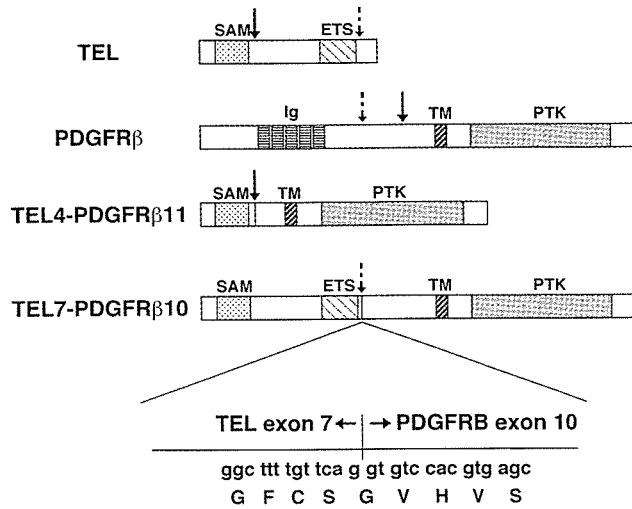 SAM ETS
TEL
Ig TM PTK
PDGFRβ
SAM TM PTK
TEL4-PDGFRβ11
SAM ETS TM PTK
TEL7-PDGFRβ10
TEL exon 7 ← → PDGFRB exon 10
ggc ttt tgt tca g gt gtc cac gtg agc
G F C S G V H V S